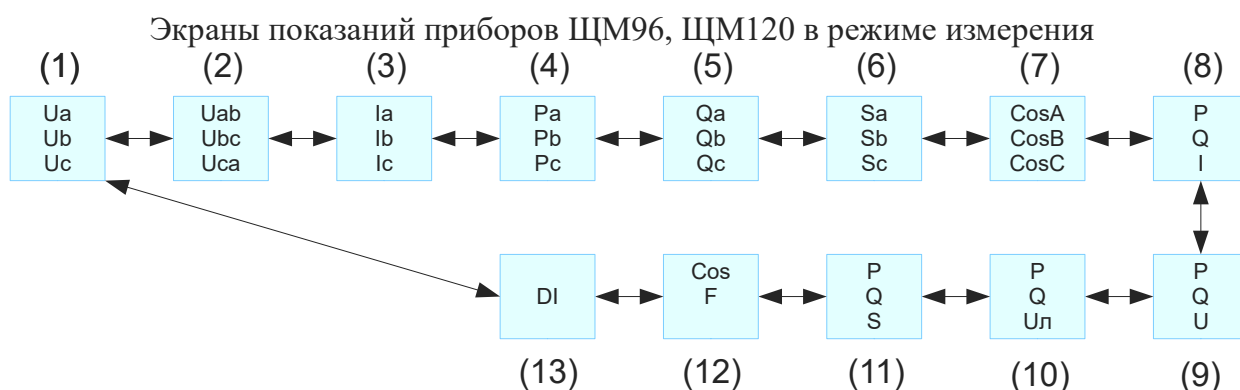 Экраны показаний приборов ЩМ96, ЩМ120 в режиме измерения
(1) (2) (3) (4) (5) (6) (7) (8)
Ua Uab Ia Pa Qa Sa CosA P
Ub Ubc Ib Pb Qb Sb CosB Q
Uc Uca Ic Pc Qc Sc CosC I
Cos P P P
DI F Q Q Q
S Uл U
(13) (12) (11) (10) (9)